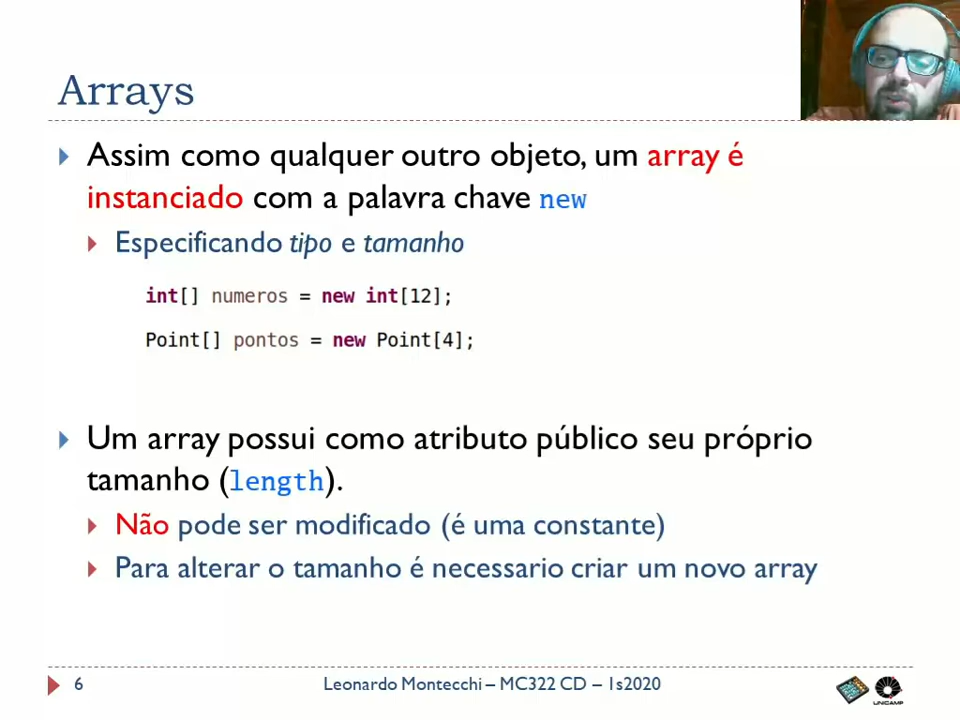 Arrays
Assim como qualquer outro objeto, um array é
instanciado com a palavra chave new
Especificando tipo e tamanho
int[] numeros = new int[12];
Point[] pontos = new Point[4];
Um array possui como atributo público seu próprio
tamanho (length).
Não pode ser modificado (é uma constante)
Para alterar o tamanho é necessario criar um novo array
6
Leonardo Montecchi – MC322 CD – 1s2020
UNICAMP